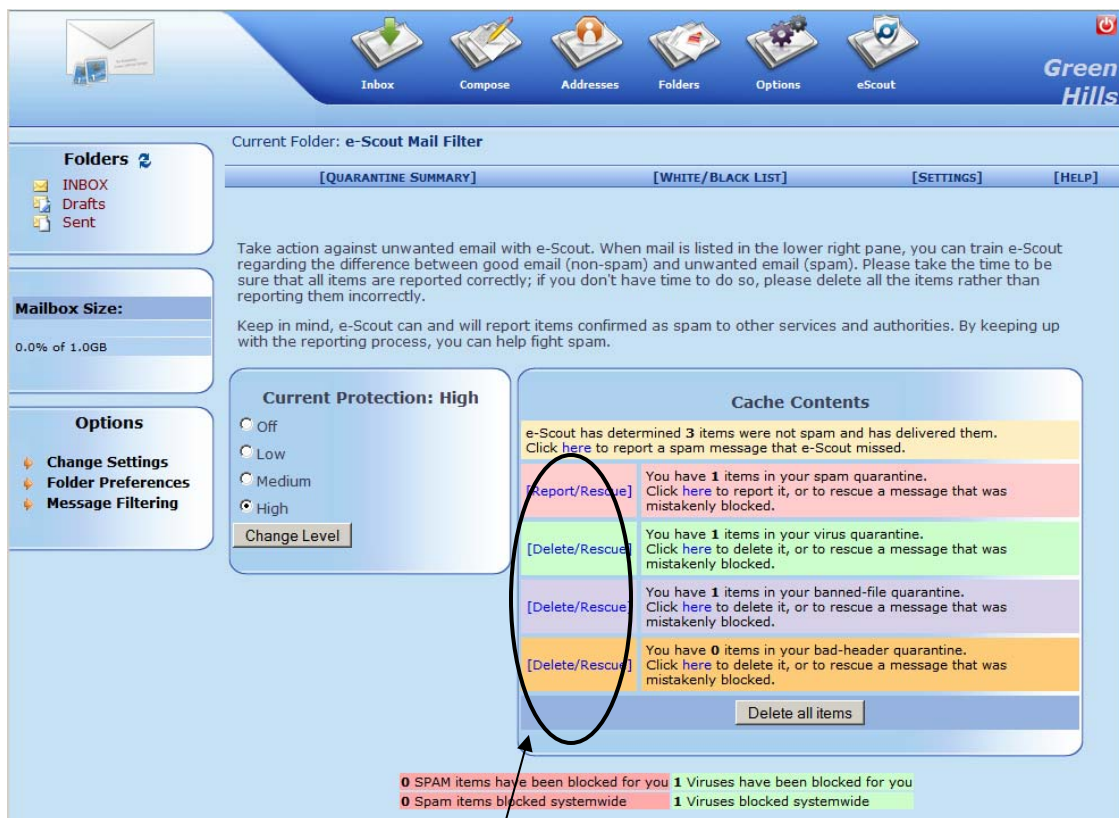 Inbox
Compose
Addresses
Folders
Options
eScout
Green
Hills
Folders
INBOX
Drafts
Sent
Mailbox Size:
0.0% of 1.0GB
Options
Change Settings
Folder Preferences
Message Filtering
Current Folder: e-Scout Mail Filter
[QUARANTINE SUMMARY] [WHITE/BLACK LIST] [SETTINGS] [HELP]
Take action against unwanted email with e-Scout. When mail is listed in the lower right pane, you can train e-Scout
regarding the difference between good email (non-spam) and unwanted email (spam). Please take the time to be
sure that all items are reported correctly; if you don't have time to do so, please delete all the items rather than
reporting them incorrectly.
Keep in mind, e-Scout can and will report items confirmed as spam to other services and authorities. By keeping up
with the reporting process, you can help fight spam.
Current Protection: High
Off
Low
Medium
High
Change Level
Cache Contents
e-Scout has determined 3 items were not spam and has delivered them.
Click here to report a spam message that e-Scout missed.
[Report/Rescue]
You have 1 items in your spam quarantine.
Click here to report it, or to rescue a message that was
mistakenly blocked.
[Delete/Rescue]
You have 1 items in your virus quarantine.
Click here to delete it, or to rescue a message that was
mistakenly blocked.
[Delete/Rescue]
You have 1 items in your banned-file quarantine.
Click here to delete it, or to rescue a message that was
mistakenly blocked.
[Delete/Rescue]
You have 0 items in your bad-header quarantine.
Click here to delete it, or to rescue a message that was
mistakenly blocked.
Delete all items
0 SPAM items have been blocked for you 1 Viruses have been blocked for you
0 Spam items blocked systemwide 1 Viruses blocked systemwide